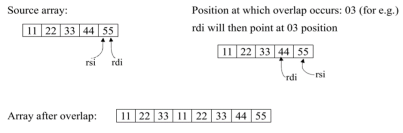 Source array:
11 22 33 44 55
rsi rdi
Position at which overlap occurs: 03 (for e.g.)
rdi will then point at 03 position
11 22 33 44 55
rdi rsi
Array after overlap: 11 22 33 11 22 33 44 55